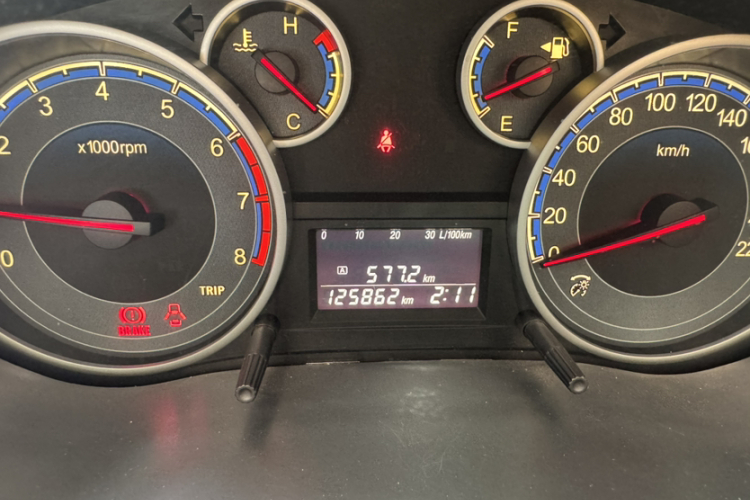 H
C
F
E
2 3 4 5 6 7 8
0
x1000rpm
TRIP
BRAKE
0 10 20 30 L/100km
A 577.2 km
125862 km 2:11
0 20 40 60 80 100 120 140
km/h